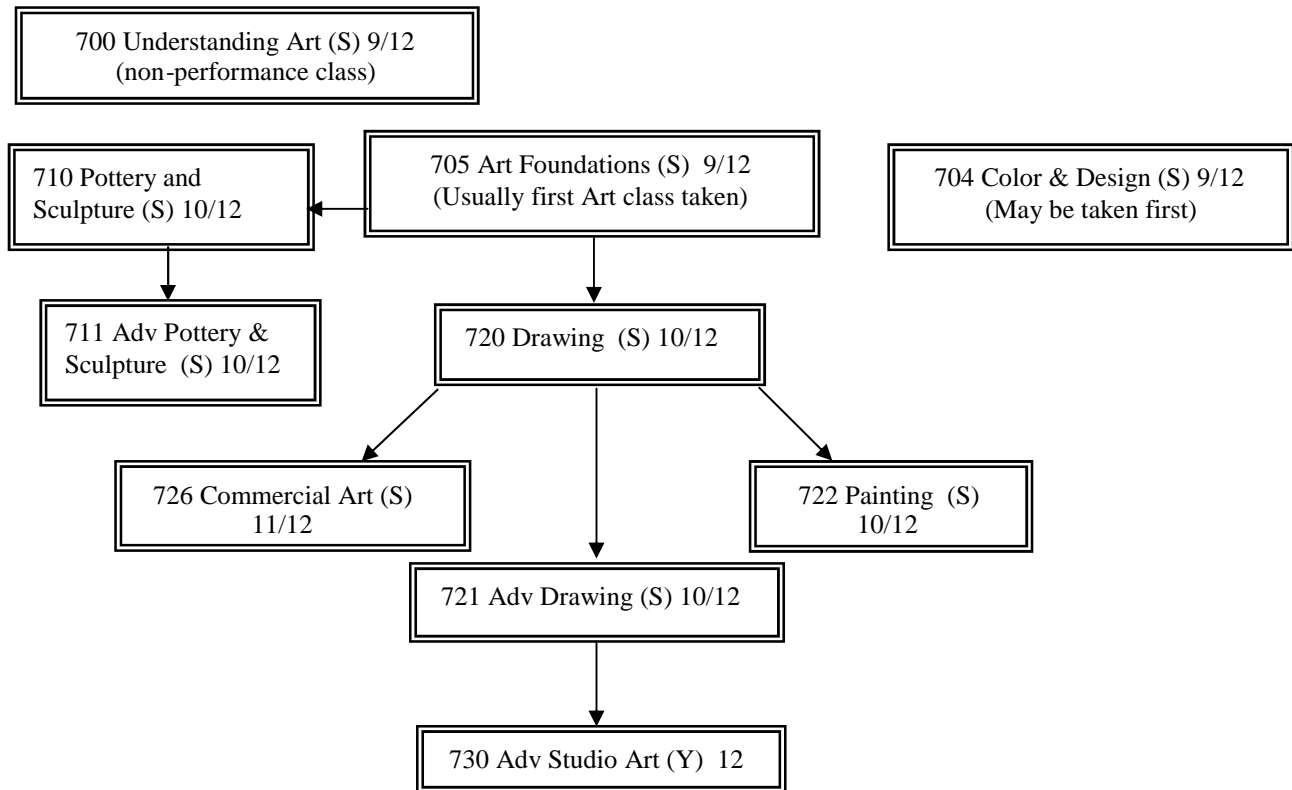 700 Understanding Art (S) 9/12
(non-performance class)
710 Pottery and
Sculpture (S) 10/12
705 Art Foundations (S) 9/12
(Usually first Art class taken)
704 Color & Design (S) 9/12
(May be taken first)
711 Adv Pottery &
Sculpture (S) 10/12
720 Drawing (S) 10/12
726 Commercial Art (S)
11/12
722 Painting (S)
10/12
721 Adv Drawing (S) 10/12
730 Adv Studio Art (Y) 12